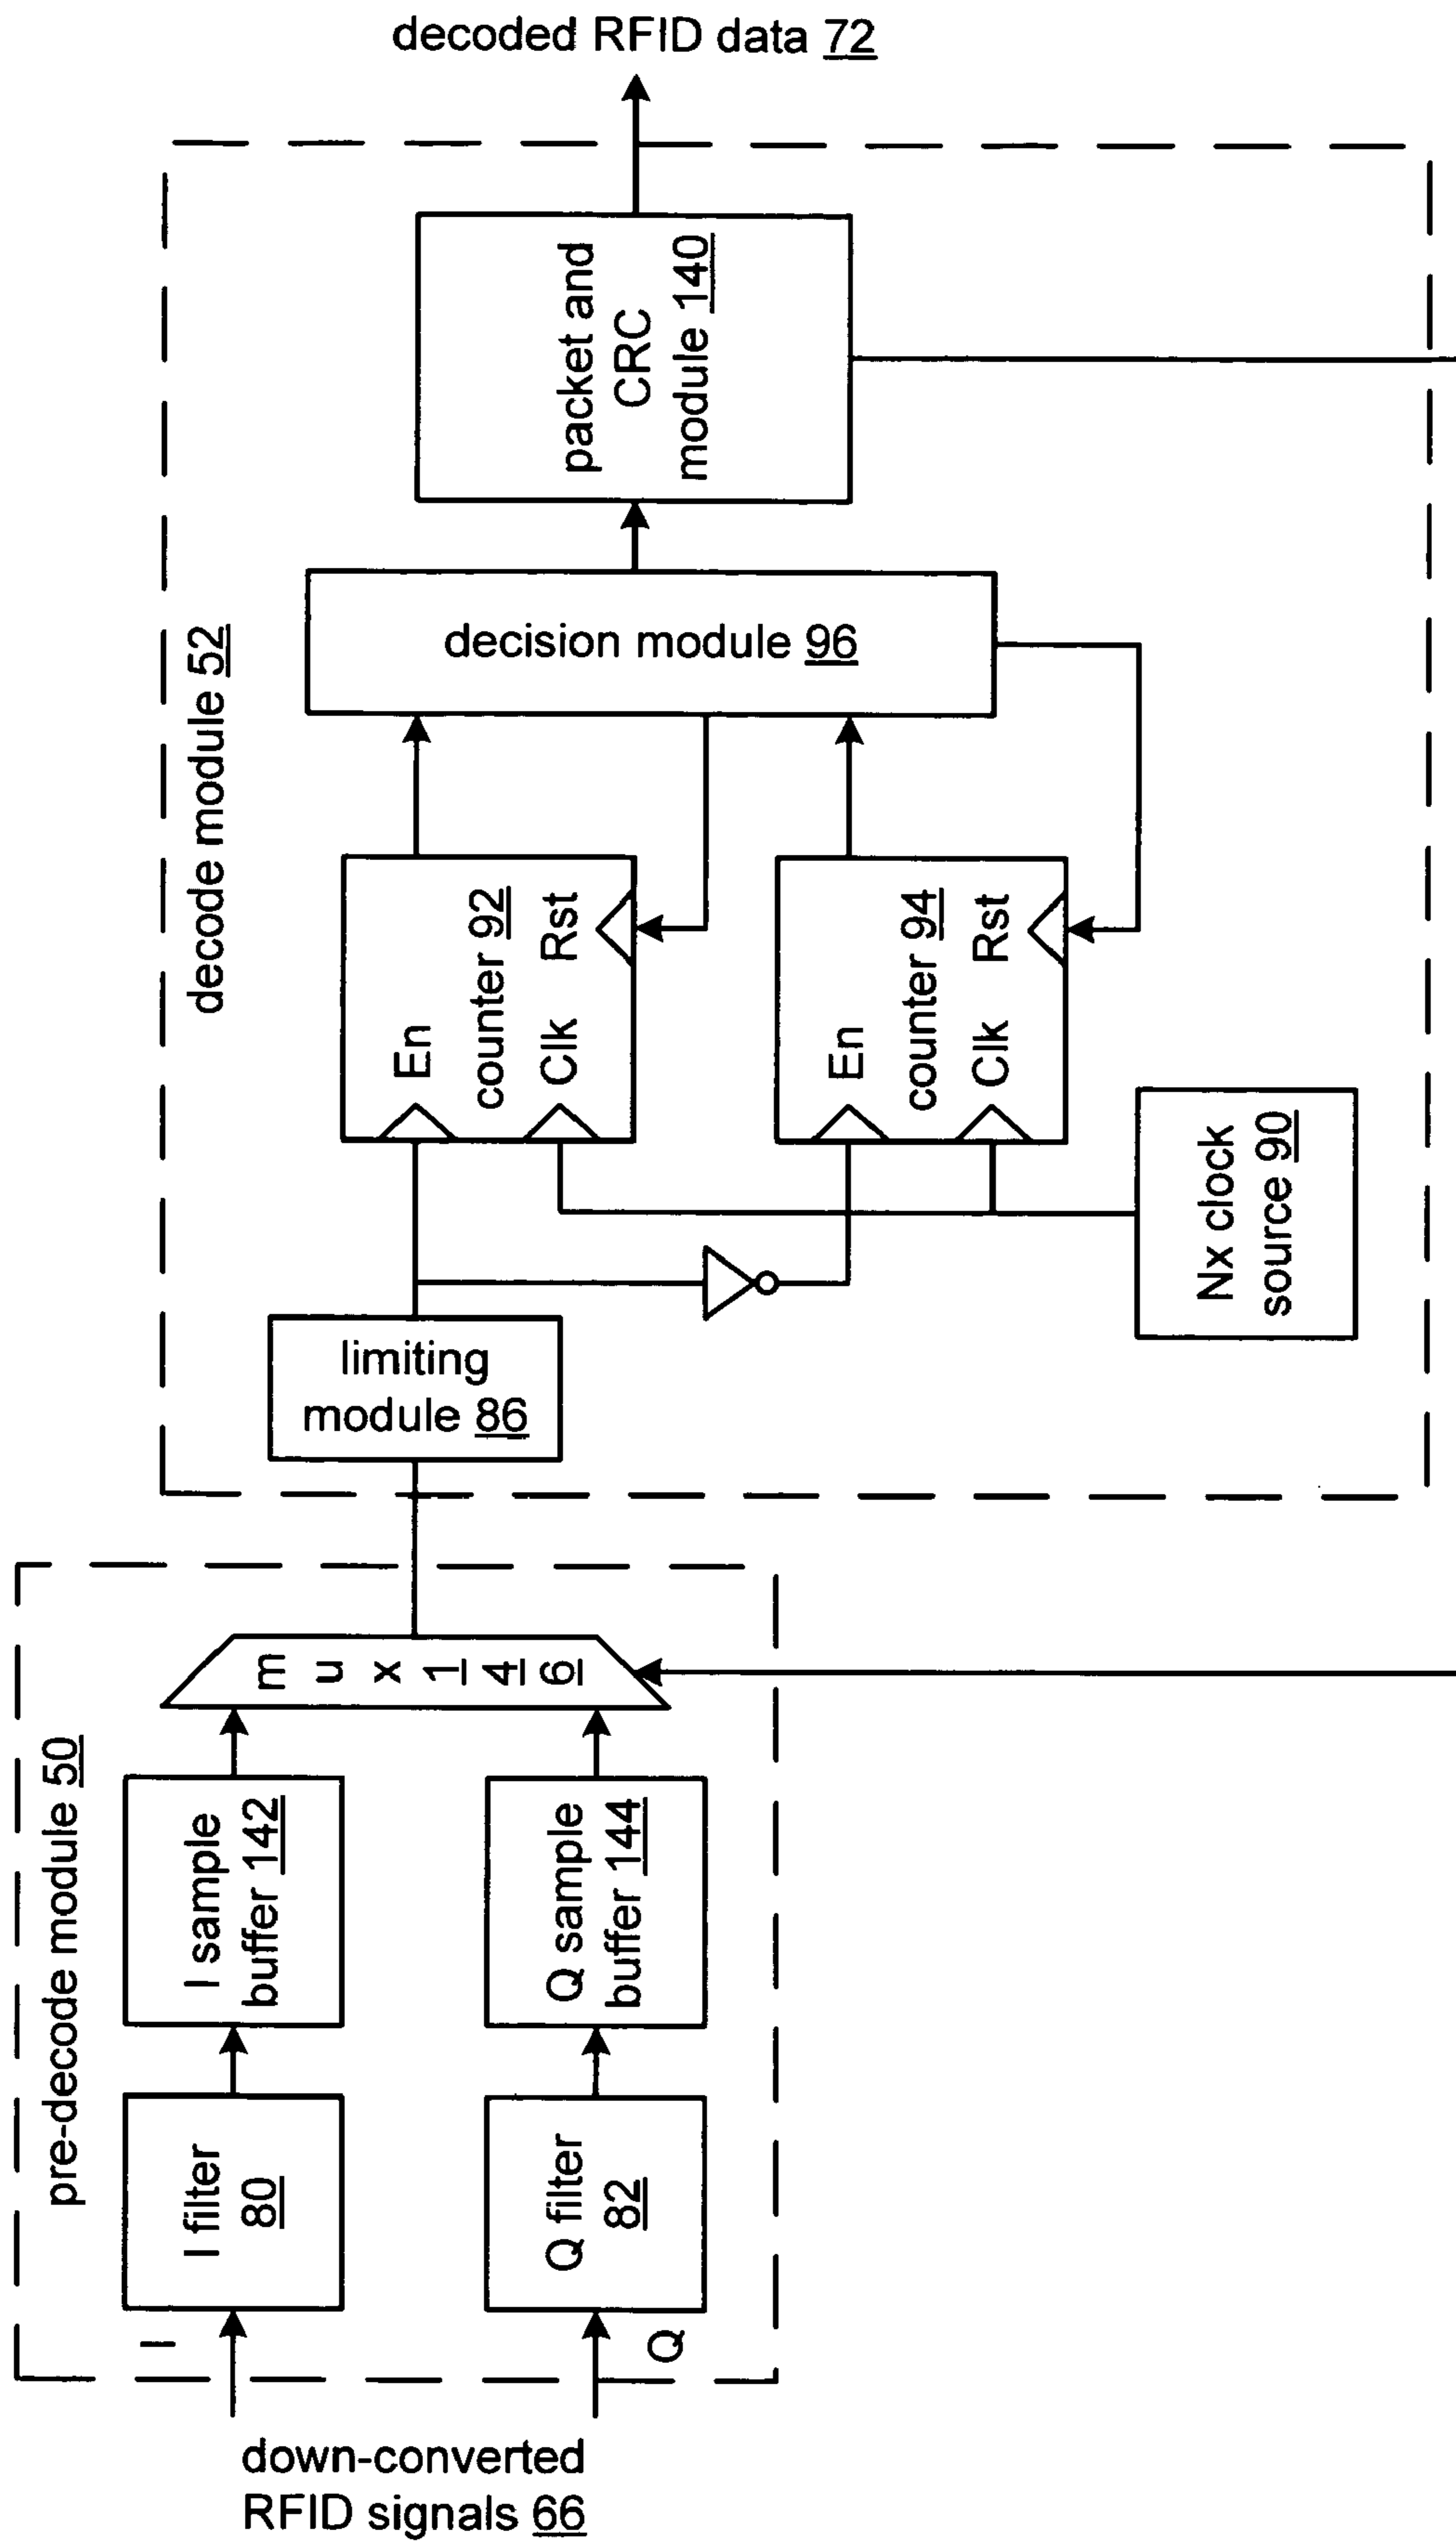 decoded RFID data 72
decode module 52
packet and
CRC
module 140
decision module 96
En
counter 92
Clk Rst
En
counter 94
Clk Rst
Nx clock
source 90
limiting
module 86
pre-decode module 50
mux 146
I sample
buffer 142
Q sample
buffer 144
I filter
80
Q filter
82
I
Q
down-converted
RFID signals 66